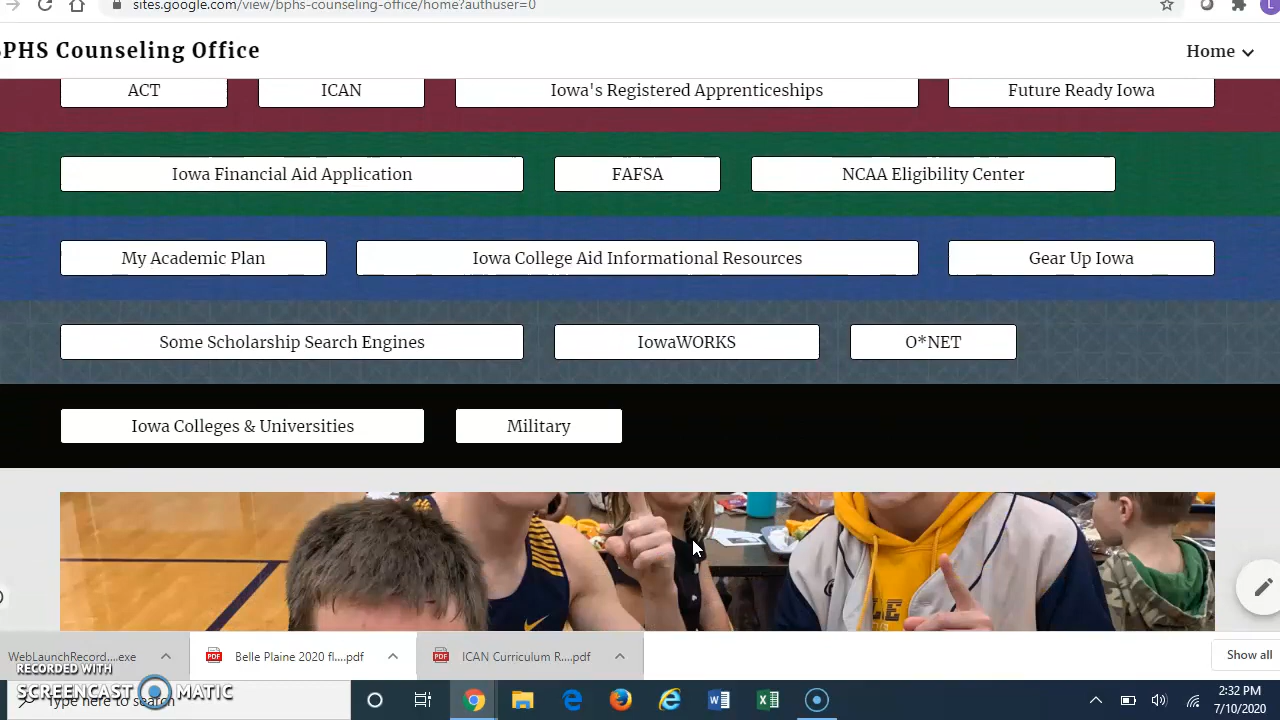 sites.google.com/view/bphs-counseling-office/home?authuser=0
L
BPHS Counseling Office
Home
ACT
ICAN
Iowa's Registered Apprenticeships
Future Ready Iowa
Iowa Financial Aid Application
FAFSA
NCAA Eligibility Center
My Academic Plan
Iowa College Aid Informational Resources
Gear Up Iowa
Some Scholarship Search Engines
IowaWORKS
O*NET
Iowa Colleges & Universities
Military
WebLaunchRecord....exe
PDF
Belle Plaine 2020 fl....pdf
PDF
ICAN Curriculum R....pdf
Show all
RECORDED WITH
SCREENCAST MATIC
Type here to search
2:32 PM
7/10/2020